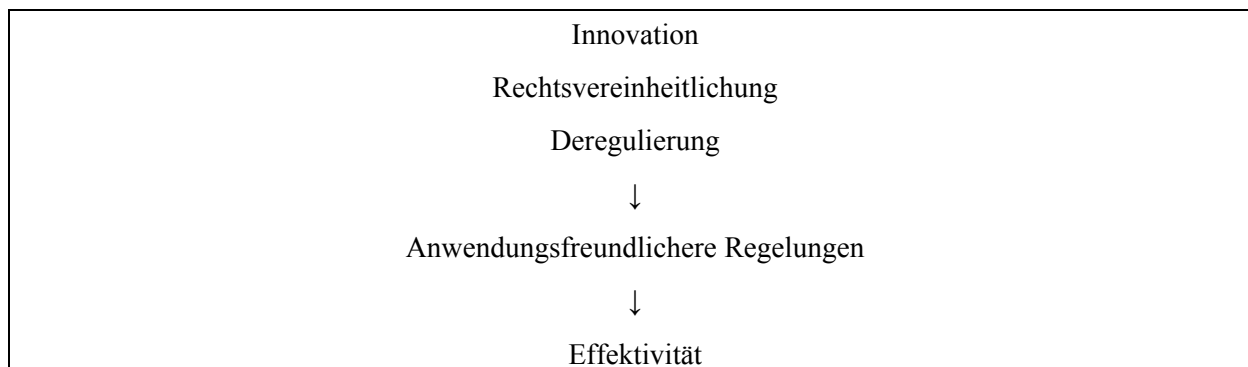 Innovation
Rechtsvereinheitlichung
Deregulierung
↓
Anwendungsfreundlichere Regelungen
↓
Effektivität